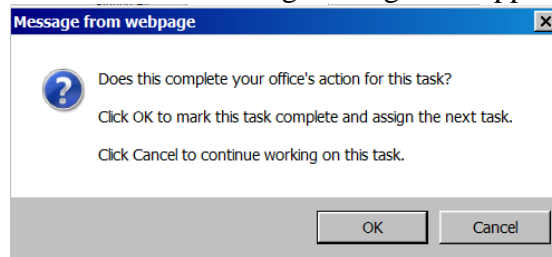 Message from webpage
Does this complete your office's action for this task?
Click OK to mark this task complete and assign the next task.
Click Cancel to continue working on this task.
OK Cancel